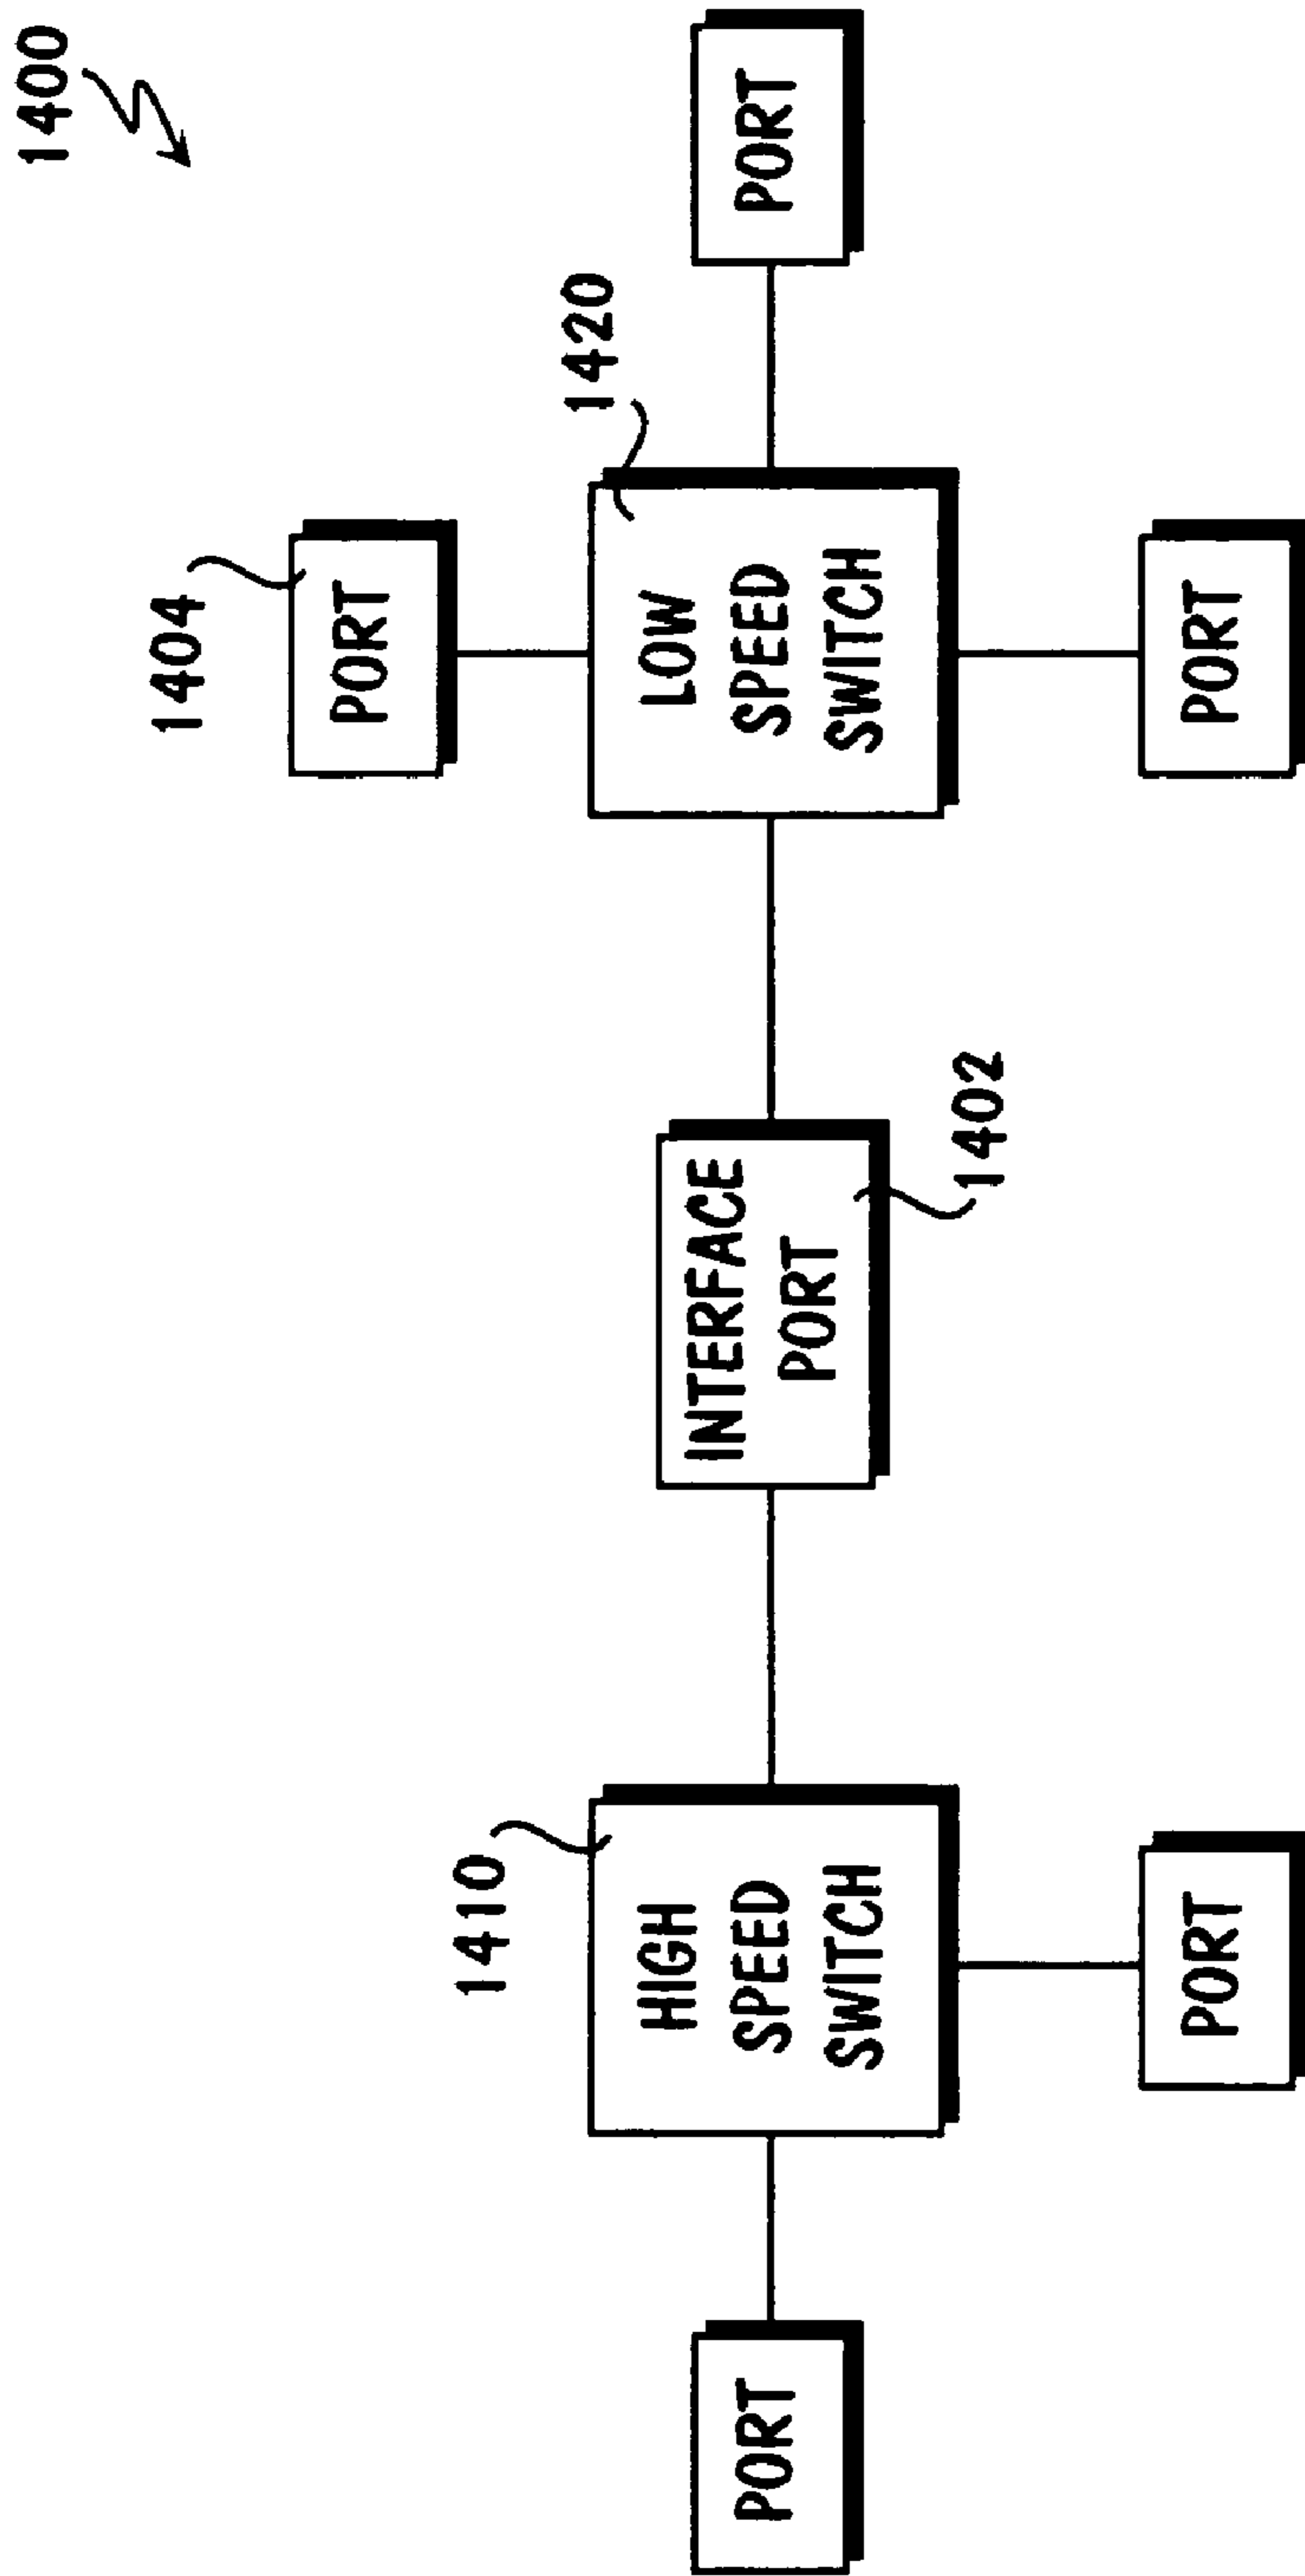 1400
1404
PORT
1420
1410
HIGH
SPEED
SWITCH
LOW
SPEED
SWITCH
PORT
INTERFACE
PORT
PORT
1402
PORT
PORT